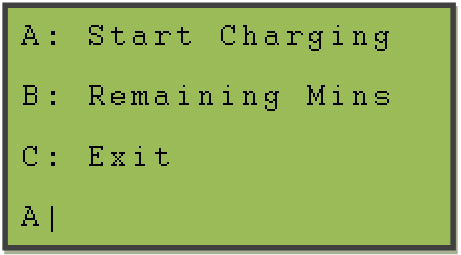 A: Start Charging
B: Remaining Mins
C: Exit
A|